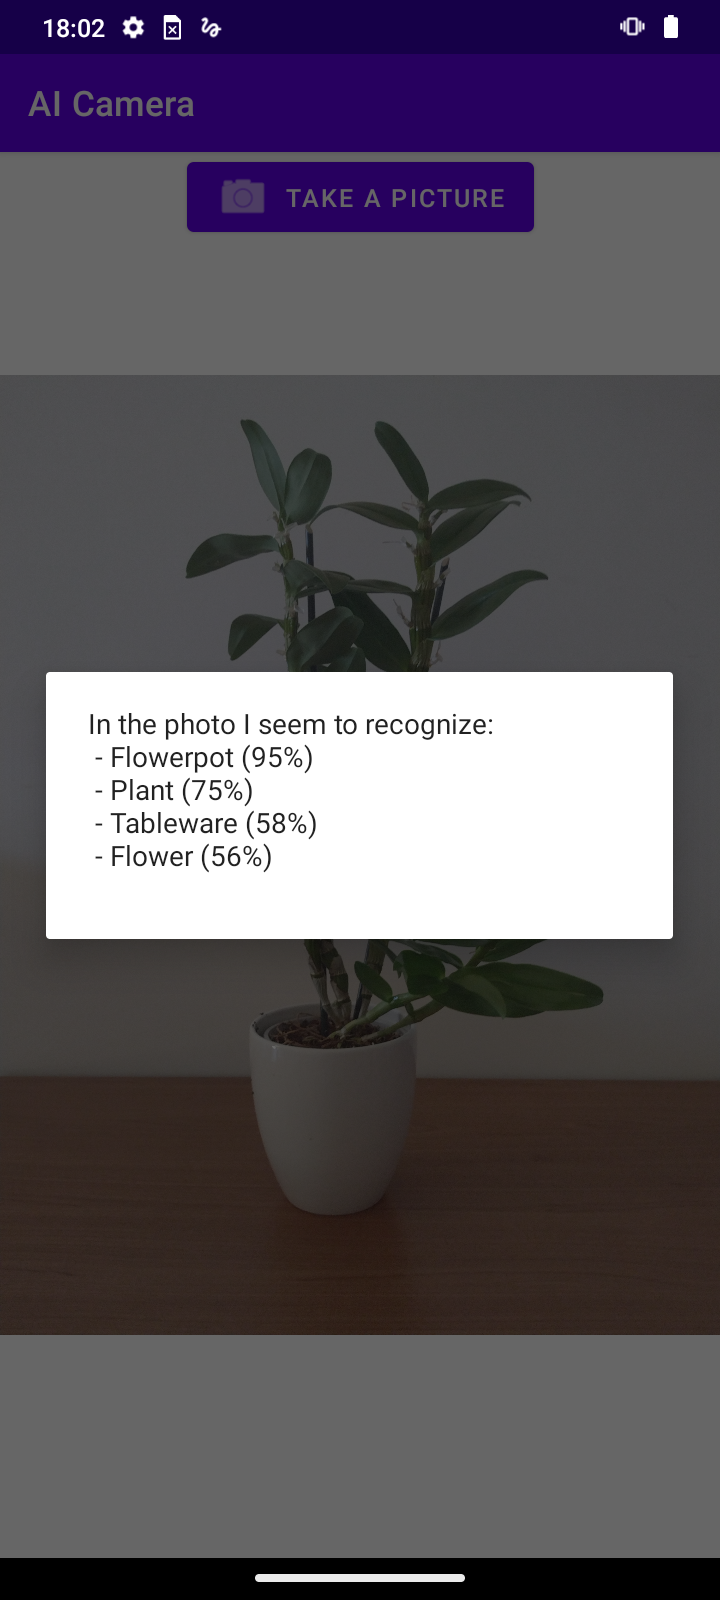 18:02
AI Camera
TAKE A PICTURE
In the photo I seem to recognize:
- Flowerpot (95%)
- Plant (75%)
- Tableware (58%)
- Flower (56%)